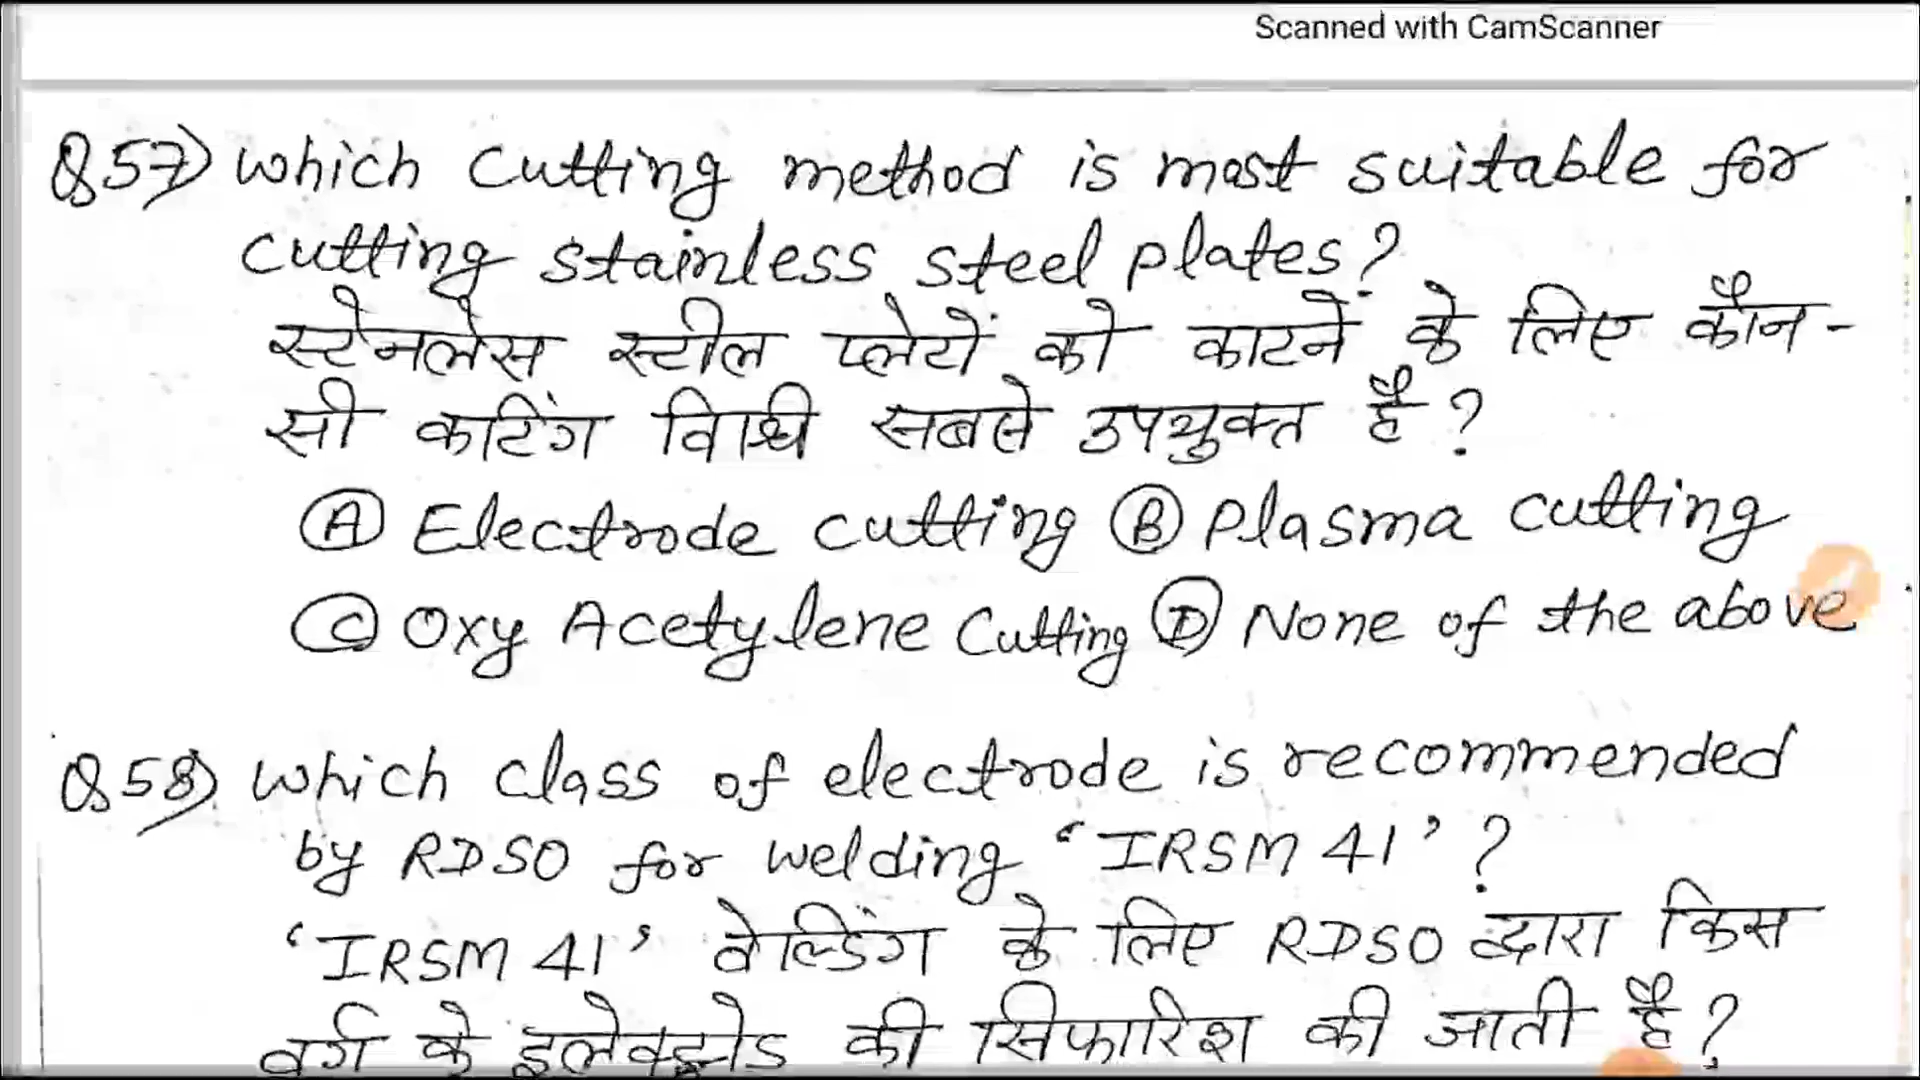 Scanned with CamScanner
Q57) which cutting method is most suitable for
cutting stainless steel plates?
स्टेनलेस स्टील प्लेटों को काटने के लिए कौन-
सी कटिंग विधि सबसे उपयुक्त है?
Ⓐ Electrode cutting Ⓑ Plasma cutting
Ⓒ Oxy Acetylene Cutting Ⓓ None of the above
Q58) which class of electrode is recommended
by RDSO for welding ‘IRSM 41’?
‘IRSM 41’ वेल्डिंग के लिए RDSO द्वारा किस
वर्ग के इलेक्ट्रोड की सिफारिश की जाती है?